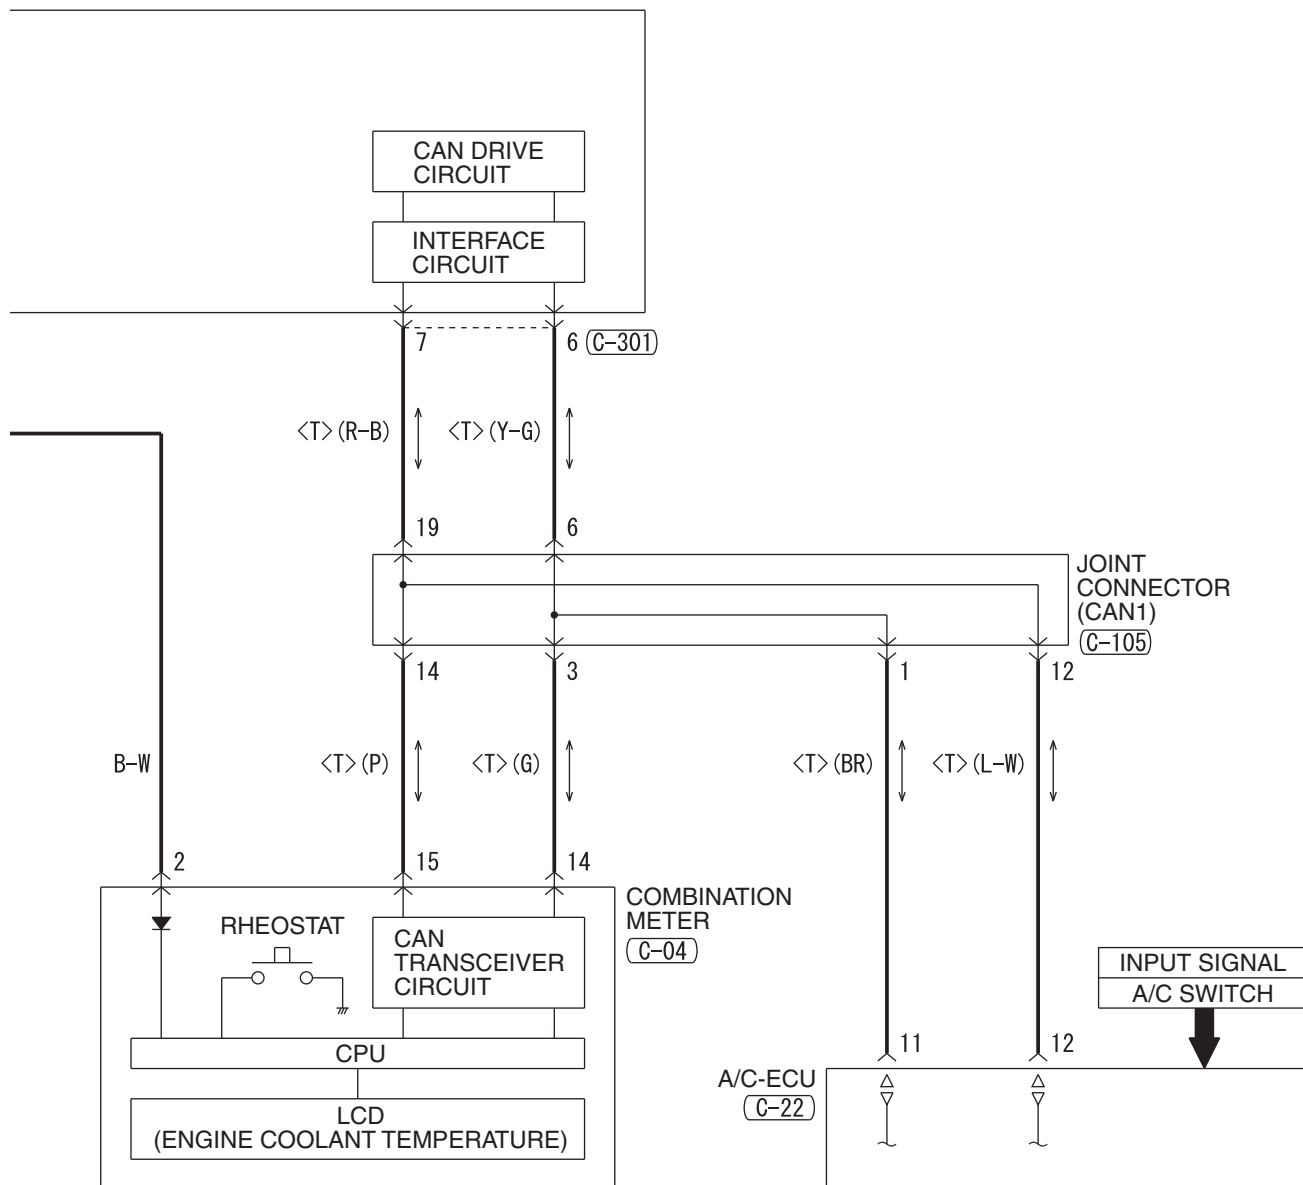 CAN DRIVE
CIRCUIT
INTERFACE
CIRCUIT
7
6 C-301
<T>(R-B)
<T>(Y-G)
19
6
JOINT
CONNECTOR
(CAN1)
C-105
14
3
1
12
B-W
<T>(P)
<T>(G)
<T>(BR)
<T>(L-W)
2
15
14
COMBINATION
METER
C-04
RHEOSTAT
CAN
TRANSCEIVER
CIRCUIT
INPUT SIGNAL
A/C SWITCH
11
12
CPU
A/C-ECU
C-22
LCD
(ENGINE COOLANT TEMPERATURE)